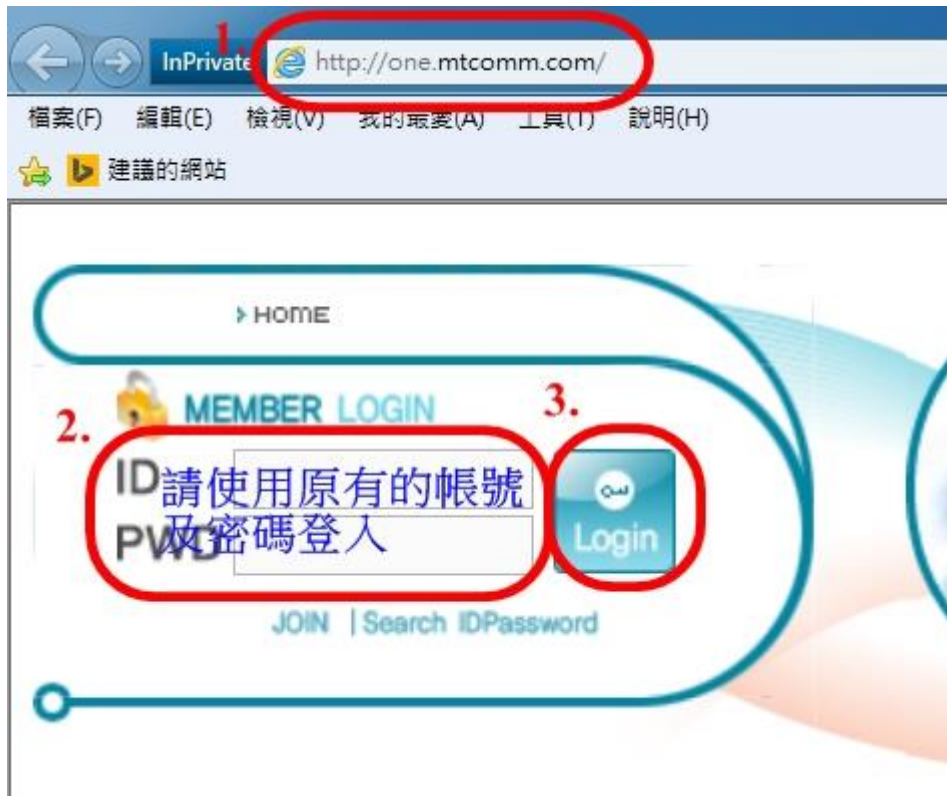 1.
InPrivate http://one.mtcomm.com/
檔案(F) 編輯(E) 檢視(V) 我的最愛(A) 工具(T) 說明(H)
建議的網站
HOME
MEMBER LOGIN
2.
3.
ID 請使用原有的帳號
PWD 及密碼登入
Login
JOIN | Search IDPassword